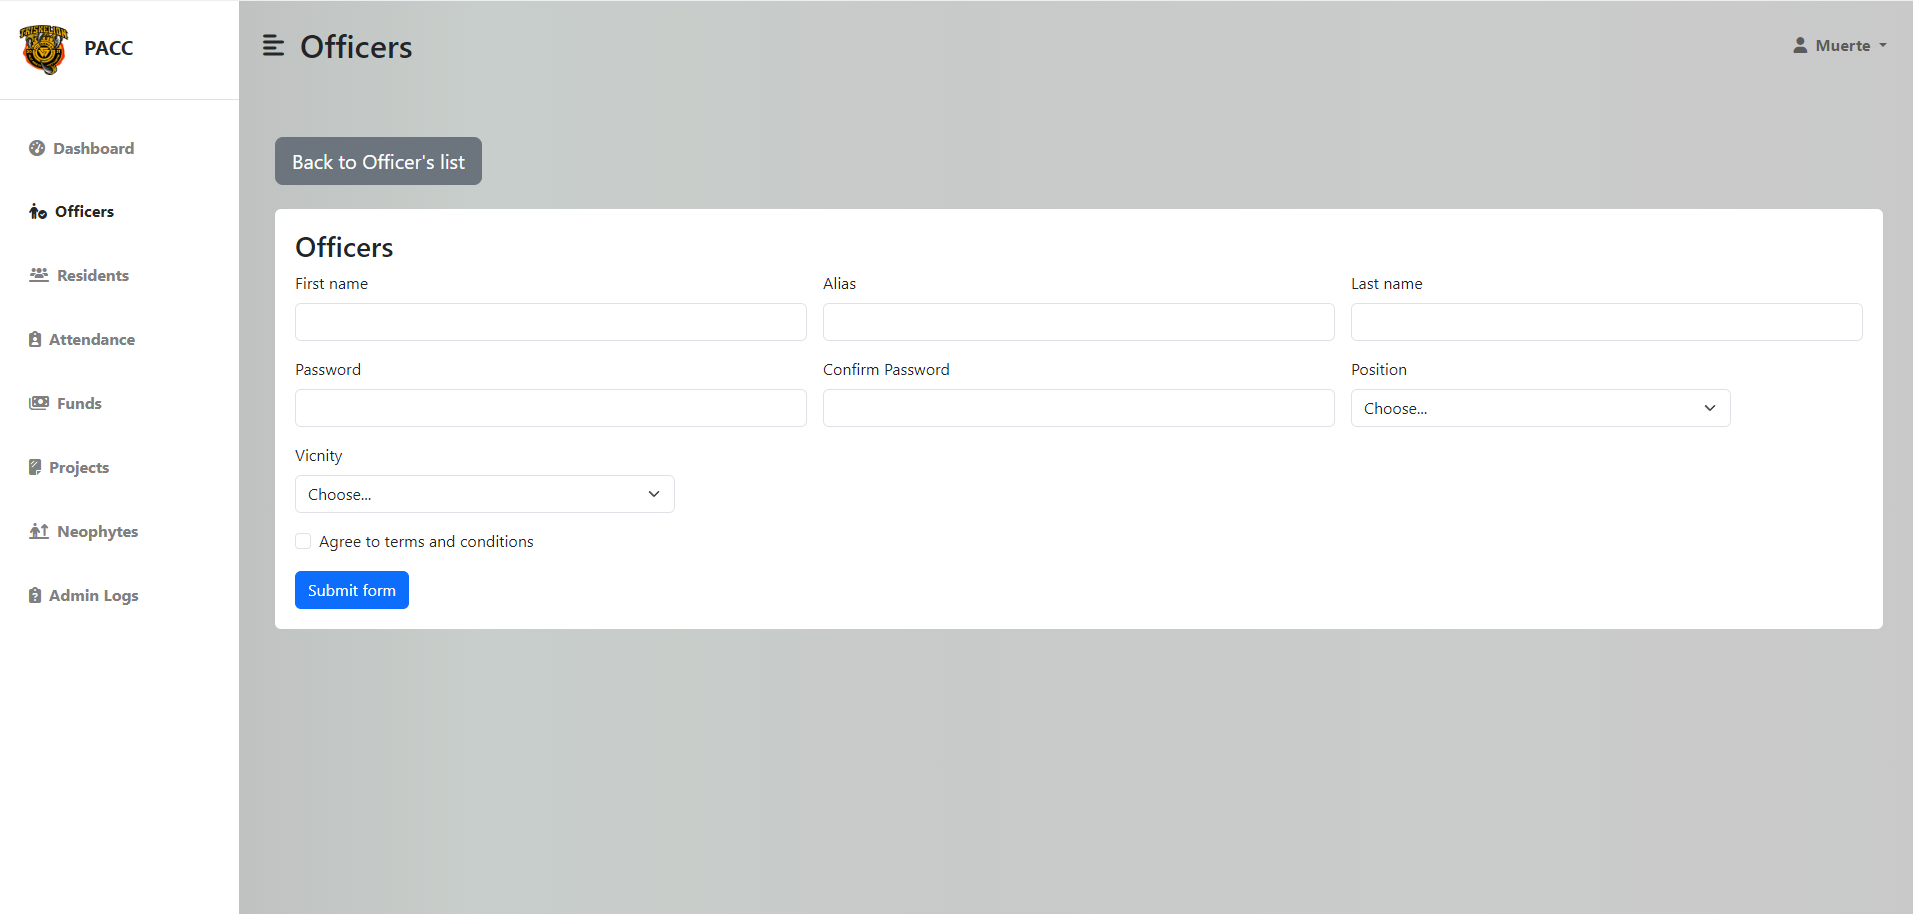 TRISKELION
PACC
Officers
Muerte
Dashboard
Officers
Residents
Attendance
Funds
Projects
Neophytes
Admin Logs
Back to Officer's list
Officers
First name
Alias
Last name
Password
Confirm Password
Position
Choose...
Vicnity
Choose...
Agree to terms and conditions
Submit form